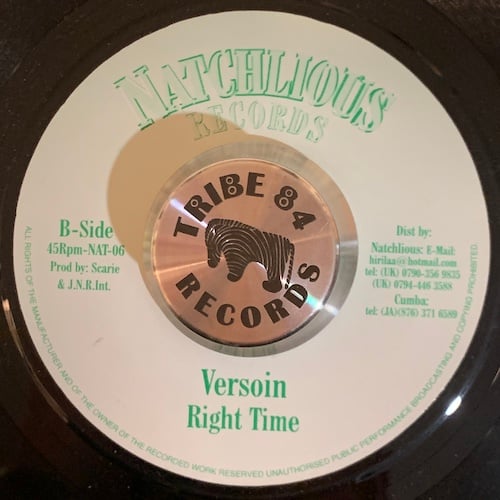 NATCHLIOUS
RECORDS
TRIBE 84
RECORDS
B-Side
45Rpm-NAT-06
Prod by: Scarie
& J.N.R.Int.
Dist by:
Natchlious: E-Mail:
hirilaa@hotmail.com
tel: (UK) 0790-356 9835
(UK) 0794-446 3588
Cumba:
tel: (JA)(876) 371 6589
Versoin
Right Time
ALL RIGHTS OF THE MANUFACTURER AND OF THE OWNER OF THE RECORDED WORK RESERVED UNAUTHORISED PUBLIC PERFORMANCE BROADCASTING AND COPYING PROHIBITED